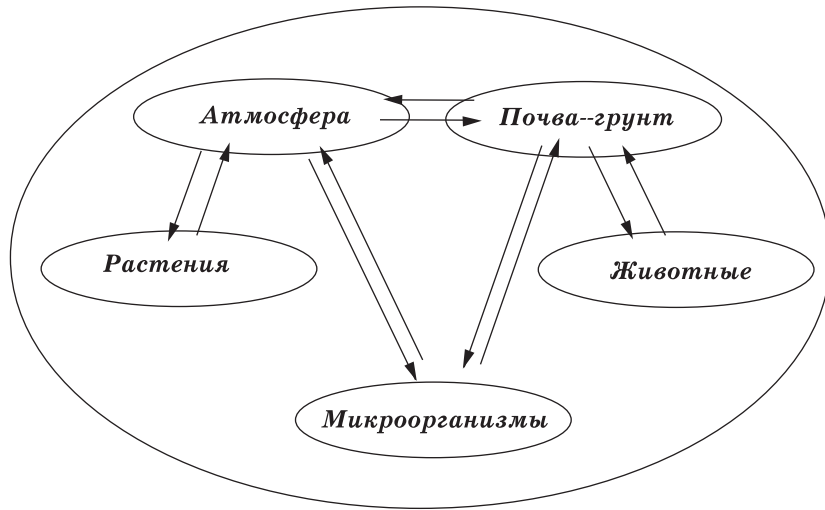 Атмосфера
Почва--грунт
Растения
Животные
Микроорганизмы